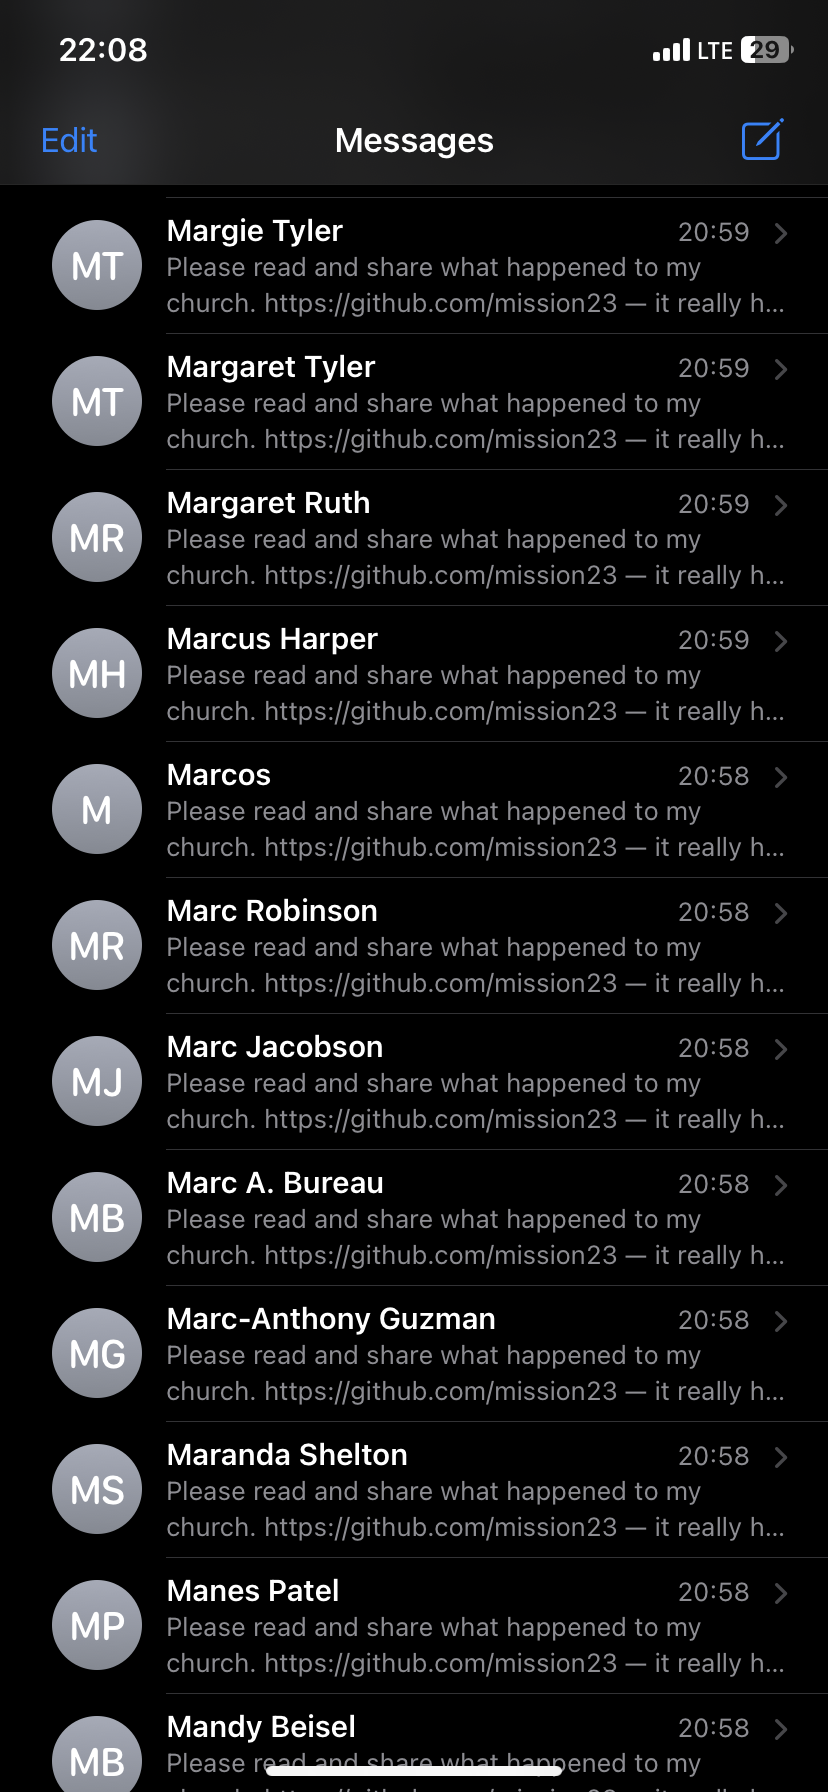 22:08
LTE 29
Edit
Messages
MT
Margie Tyler
20:59
Please read and share what happened to my
church. https://github.com/mission23 — it really h...
MT
Margaret Tyler
20:59
Please read and share what happened to my
church. https://github.com/mission23 — it really h...
MR
Margaret Ruth
20:59
Please read and share what happened to my
church. https://github.com/mission23 — it really h...
MH
Marcus Harper
20:59
Please read and share what happened to my
church. https://github.com/mission23 — it really h...
M
Marcos
20:58
Please read and share what happened to my
church. https://github.com/mission23 — it really h...
MR
Marc Robinson
20:58
Please read and share what happened to my
church. https://github.com/mission23 — it really h...
MJ
Marc Jacobson
20:58
Please read and share what happened to my
church. https://github.com/mission23 — it really h...
MB
Marc A. Bureau
20:58
Please read and share what happened to my
church. https://github.com/mission23 — it really h...
MG
Marc-Anthony Guzman
20:58
Please read and share what happened to my
church. https://github.com/mission23 — it really h...
MS
Maranda Shelton
20:58
Please read and share what happened to my
church. https://github.com/mission23 — it really h...
MP
Manes Patel
20:58
Please read and share what happened to my
church. https://github.com/mission23 — it really h...
MB
Mandy Beisel
20:58
Please read and share what happened to my